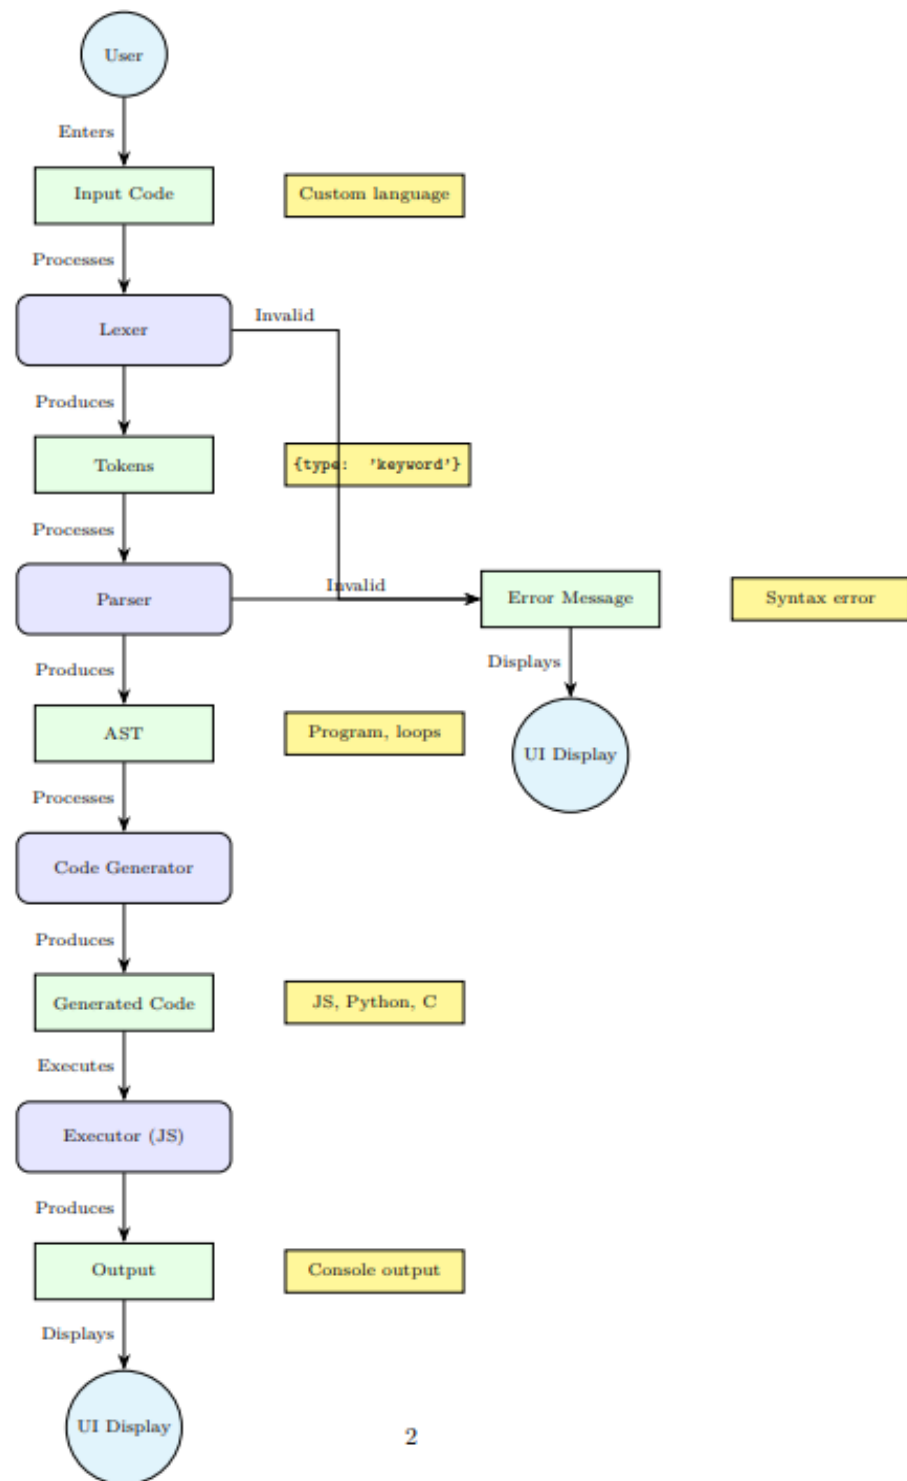 User
Enters
Input Code
Custom language
Processes
Lexer
Invalid
Produces
Tokens
{type: 'keyword'}
Processes
Parser
Invalid
Error Message
Syntax error
Produces
Displays
AST
Program, loops
UI Display
Processes
Code Generator
Produces
Generated Code
JS, Python, C
Executes
Executor (JS)
Produces
Output
Console output
Displays
UI Display
2